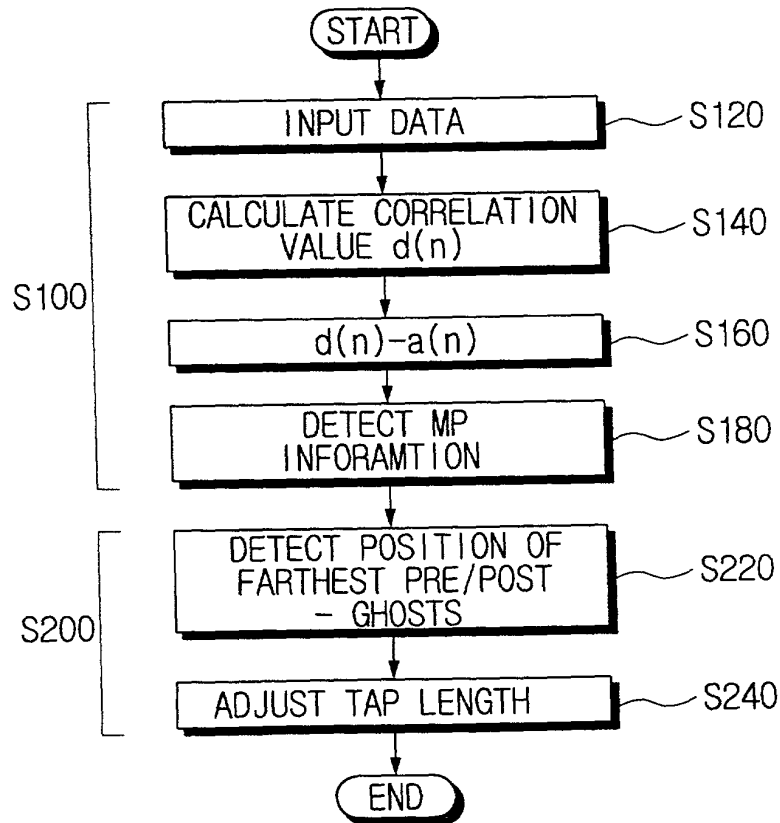 START
INPUT DATA
S120
CALCULATE CORRELATION
VALUE d(n)
S140
S100
d(n)-a(n)
S160
DETECT MP
INFORAMTION
S180
DETECT POSITION OF
FARTHEST PRE/POST
- GHOSTS
S220
S200
ADJUST TAP LENGTH
S240
END